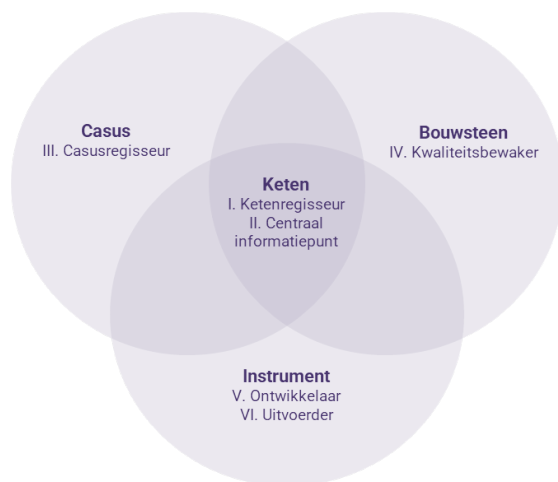 Casus
III. Casusregisseur
Bouwsteen
IV. Kwaliteitsbewaker
Keten
I. Ketenregisseur
II. Centraal
informatiepunt
Instrument
V. Ontwikkelaar
VI. Uitvoerder